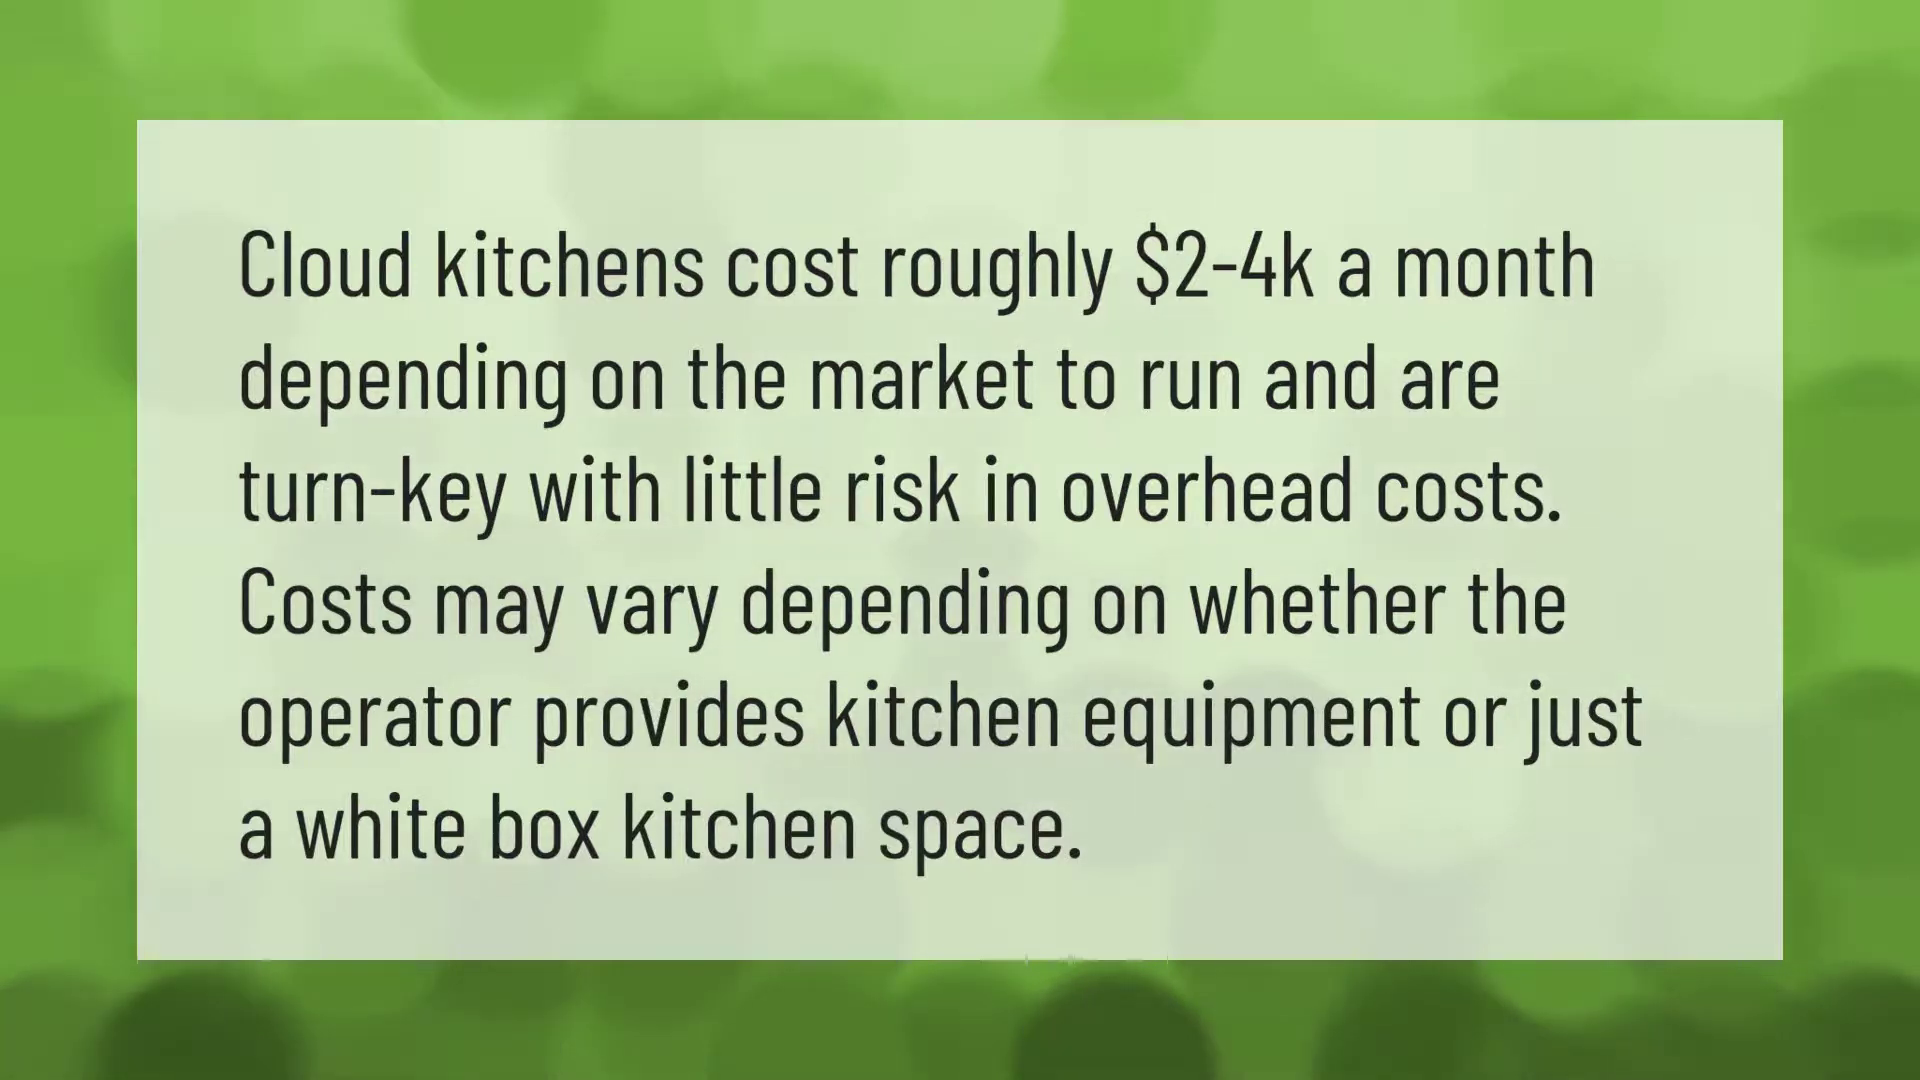 Cloud kitchens cost roughly $2-4k a month
depending on the market to run and are
turn-key with little risk in overhead costs.
Costs may vary depending on whether the
operator provides kitchen equipment or just
a white box kitchen space.